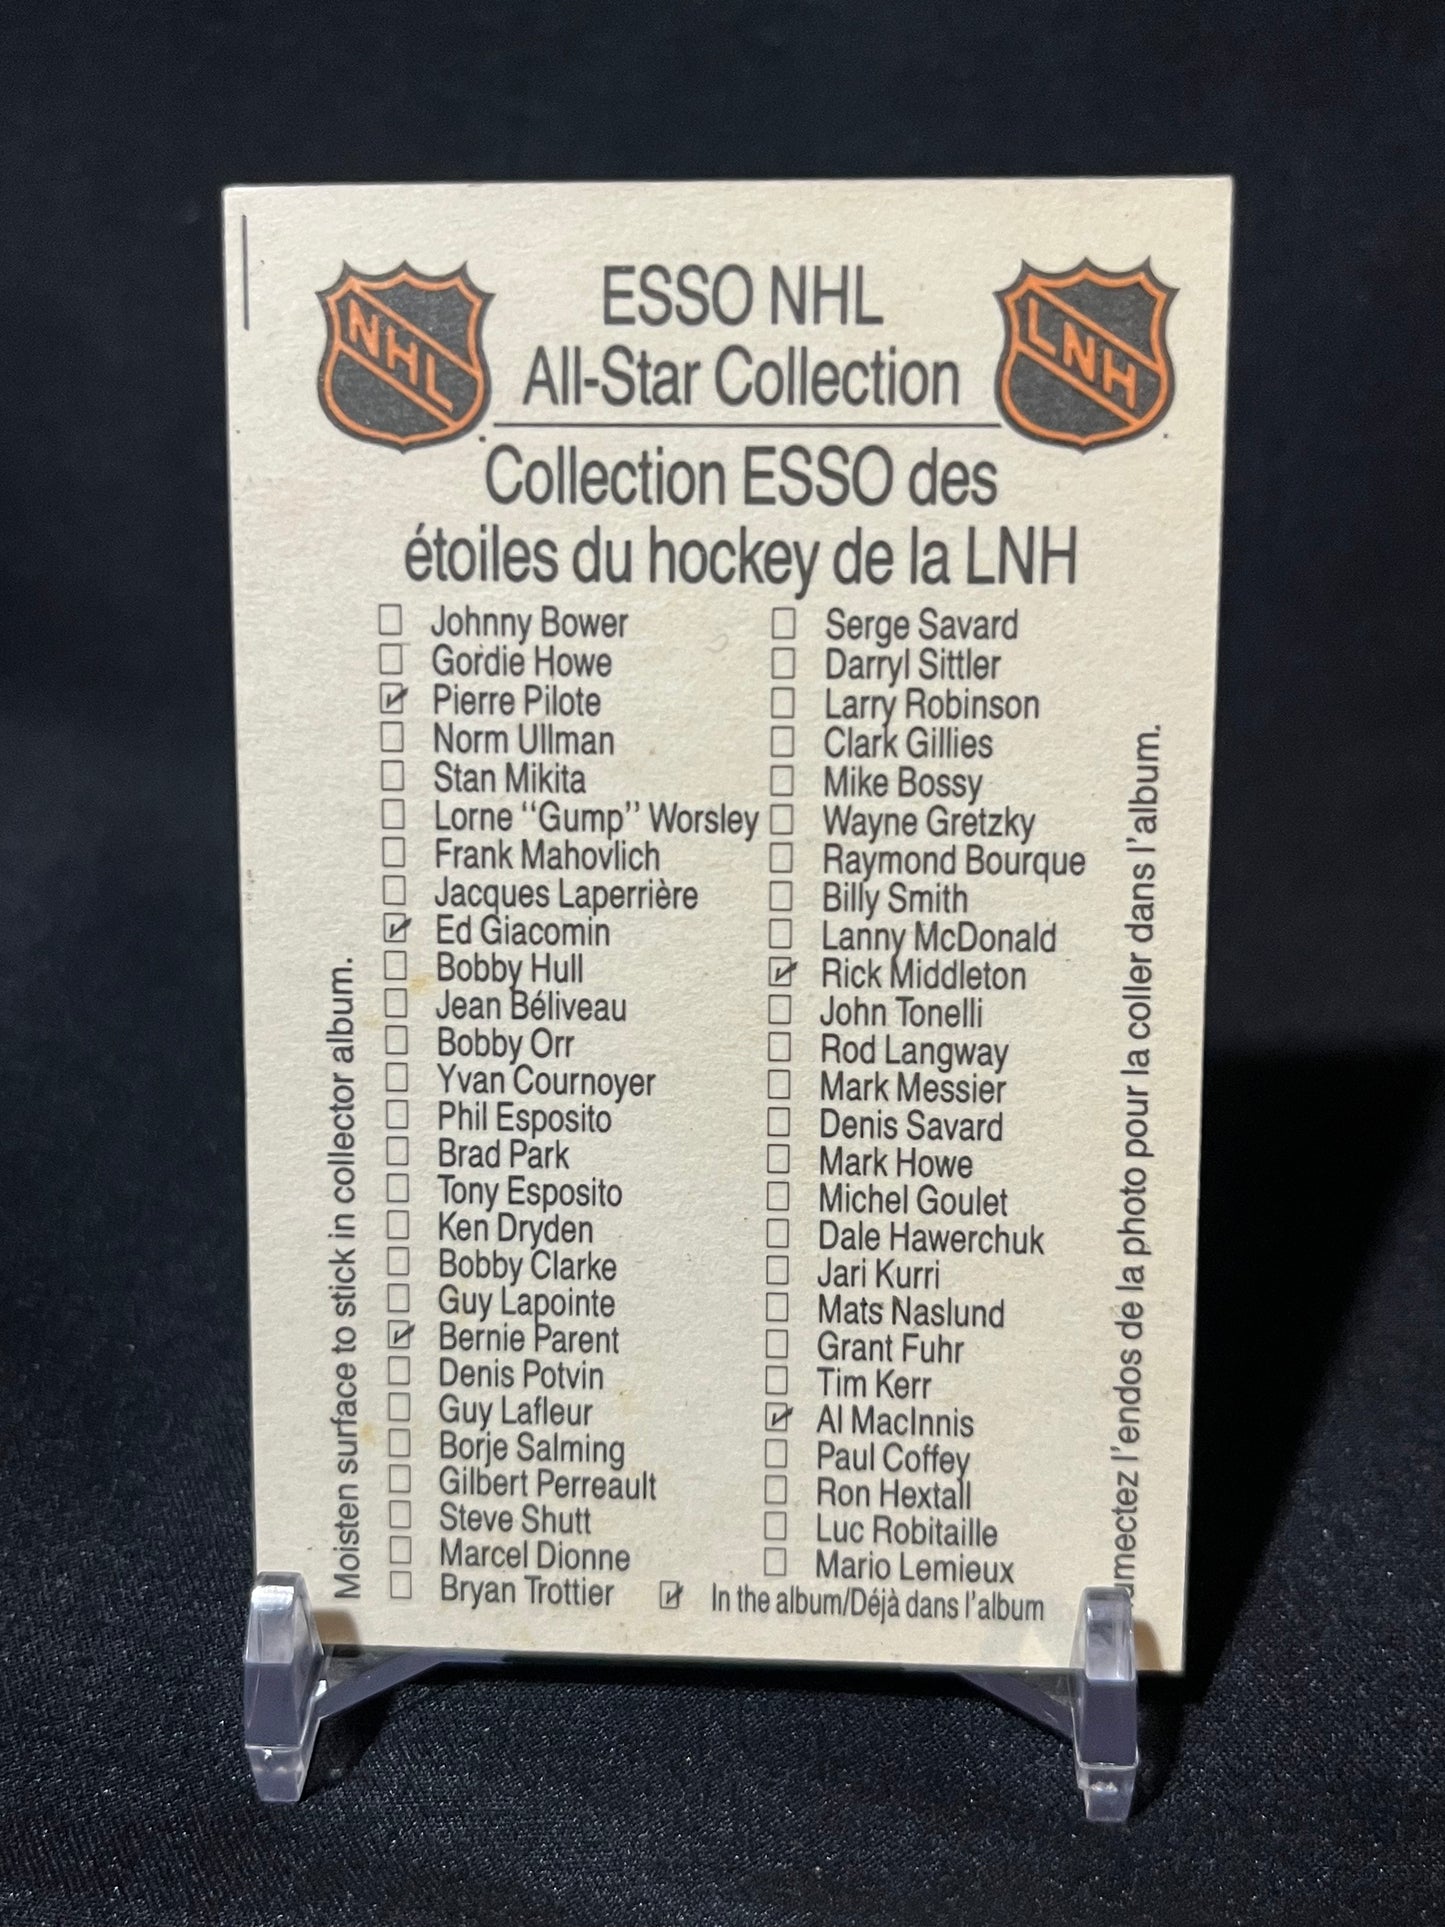 NHL
ESSO NHL
LNH
All-Star Collection
Collection ESSO des
étoiles du hockey de la LNH
Johnny Bower
Gordie Howe
Pierre Pilote
Norm Ullman
Stan Mikita
Lorne "Gump" Worsley
Frank Mahovlich
Jacques Laperrière
Ed Giacomin
Bobby Hull
Jean Béliveau
Bobby Orr
Yvan Cournoyer
Phil Esposito
Brad Park
Tony Esposito
Ken Dryden
Bobby Clarke
Guy Lapointe
Bernie Parent
Denis Potvin
Guy Lafleur
Borje Salming
Gilbert Perreault
Steve Shutt
Marcel Dionne
Bryan Trottier
Serge Savard
Darryl Sittler
Larry Robinson
Clark Gillies
Mike Bossy
Wayne Gretzky
Raymond Bourque
Billy Smith
Lanny McDonald
Rick Middleton
John Tonelli
Rod Langway
Mark Messier
Denis Savard
Mark Howe
Michel Goulet
Dale Hawerchuk
Jari Kurri
Mats Naslund
Grant Fuhr
Tim Kerr
Al MacInnis
Paul Coffey
Ron Hextall
Luc Robitaille
Mario Lemieux
In the album/Déjà dans l'album
Moisten surface to stick in collector album.
l'endos de la photo pour la coller dans l'album.